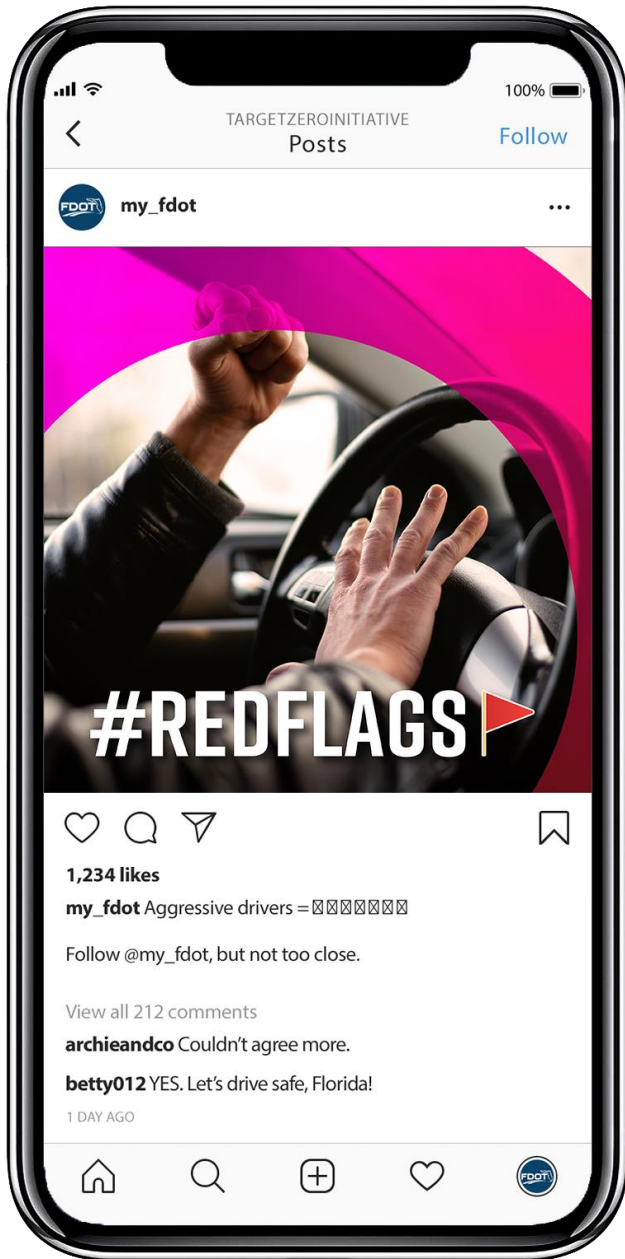 100%
TARGETZEROINITIATIVE
Posts
Follow
FDOT
my_fdot
#REDFLAGS
1,234 likes
my_fdot Aggressive drivers = 
Follow @my_fdot, but not too close.
View all 212 comments
archieandco Couldn't agree more.
betty012 YES. Let's drive safe, Florida!
1 DAY AGO
FDOT